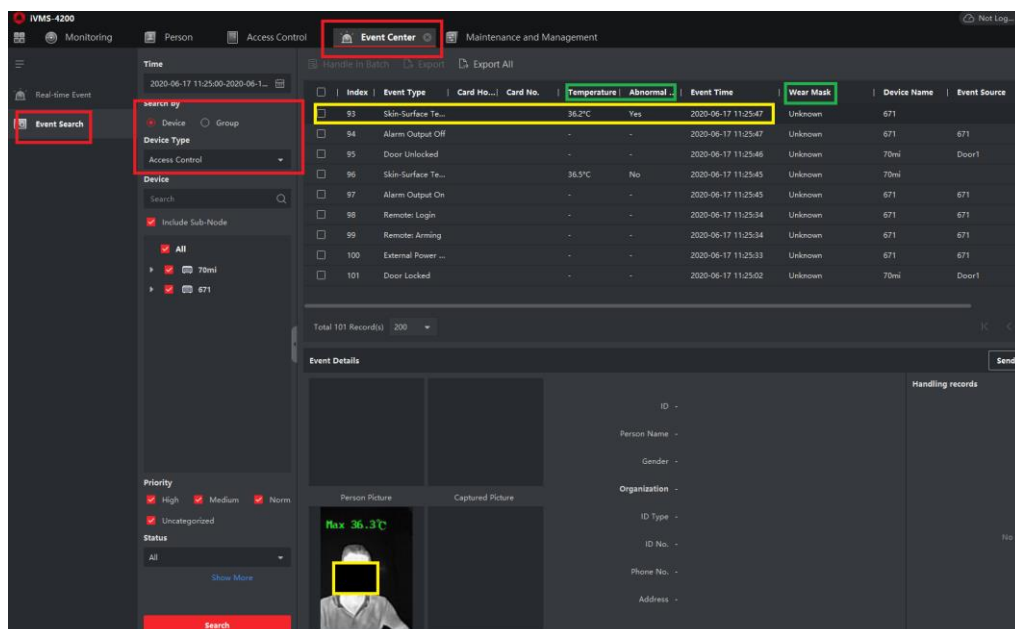 iVMS-4200
Not Log...
Monitoring Person Access Control Event Center Maintenance and Management
Real-time Event
Event Search
Time
2020-06-17 11:25:00-2020-06-1...
Search By
Device Group
Device Type
Access Control
Device
Search
Include Sub-Node
All
70mi
671
Priority
High Medium Norm
Uncategorized
Status
All
Show More
Search
Handle in Batch Export Export All
Index Event Type Card Ho... Card No. Temperature Abnormal .. Event Time Wear Mask Device Name Event Source
93 Skin-Surface Te... 36.2°C Yes 2020-06-17 11:25:47 Unknown 671
94 Alarm Output Off - - 2020-06-17 11:25:47 Unknown 671 671
95 Door Unlocked - - 2020-06-17 11:25:46 Unknown 70mi Door1
96 Skin-Surface Te... 36.5°C No 2020-06-17 11:25:45 Unknown 70mi
97 Alarm Output On - - 2020-06-17 11:25:45 Unknown 671 671
98 Remote: Login - - 2020-06-17 11:25:34 Unknown 671 671
99 Remote: Arming - - 2020-06-17 11:25:34 Unknown 671 671
100 External Power ... - - 2020-06-17 11:25:33 Unknown 671 671
101 Door Locked - - 2020-06-17 11:25:02 Unknown 70mi Door1
Total 101 Record(s) 200
Event Details
Send
Person Picture Captured Picture
Max 36.3℃
ID -
Person Name -
Gender -
Organization -
ID Type -
ID No. -
Phone No. -
Address -
Handling records
No